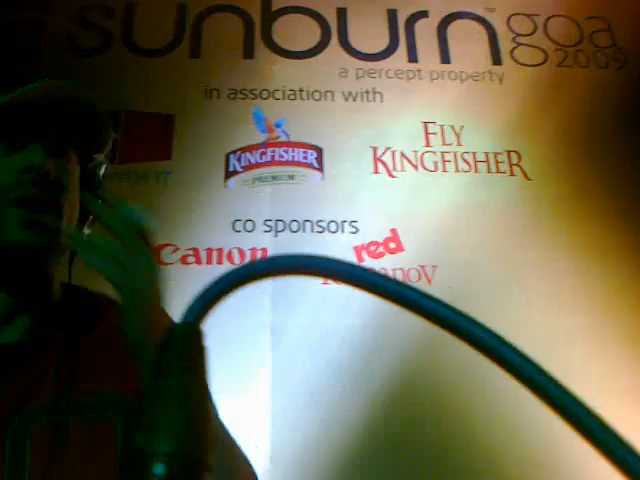 sunburn goa
2009
a percept property
in association with
KINGFISHER
PREMIUM
FLY
KINGFISHER
co sponsors
Canon
red